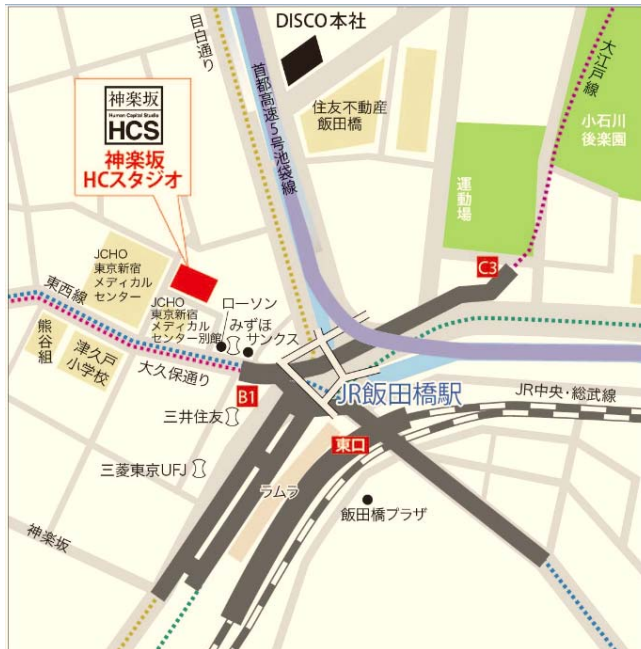 DISCO本社
目白通り
首都高速5号池袋線
大江戸線
住友不動産
飯田橋
小石川
後楽園
神楽坂
Human Capital Studio
HCS
神楽坂
HCスタジオ
運動場
C3
JCHO
東京新宿
メディカル
センター
東西線
JCHO
東京新宿
メディカル
センター別館
ローソン
みずほ
サンクス
熊谷組
津久戸
小学校
大久保通り
B1
JR飯田橋駅
JR中央・総武線
三井住友
東口
三菱東京UFJ
ラムラ
飯田橋プラザ
神楽坂